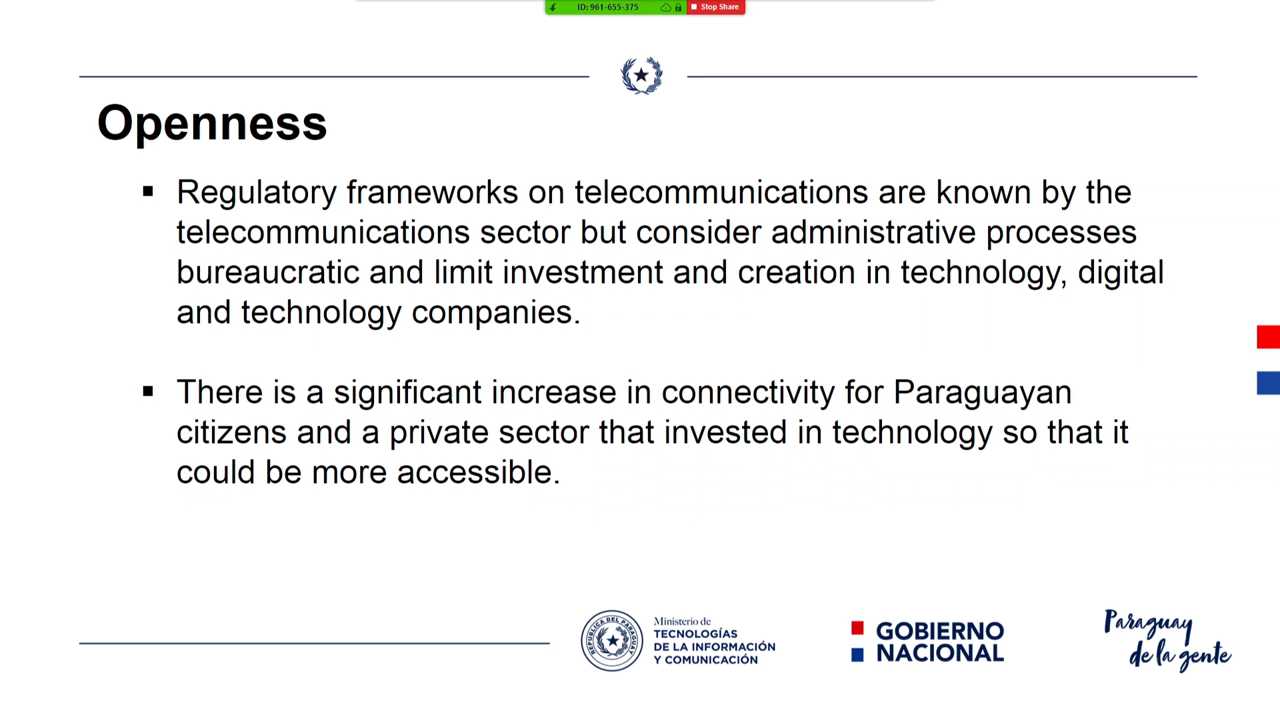 ID: 961-655-375
Stop Share
Openness
▪ Regulatory frameworks on telecommunications are known by the
telecommunications sector but consider administrative processes
bureaucratic and limit investment and creation in technology, digital
and technology companies.
▪ There is a significant increase in connectivity for Paraguayan
citizens and a private sector that invested in technology so that it
could be more accessible.
REPUBLICA DEL PARAGUAY
Ministerio de
TECNOLOGÍAS
DE LA INFORMACIÓN
Y COMUNICACIÓN
GOBIERNO
NACIONAL
Paraguay
de la gente